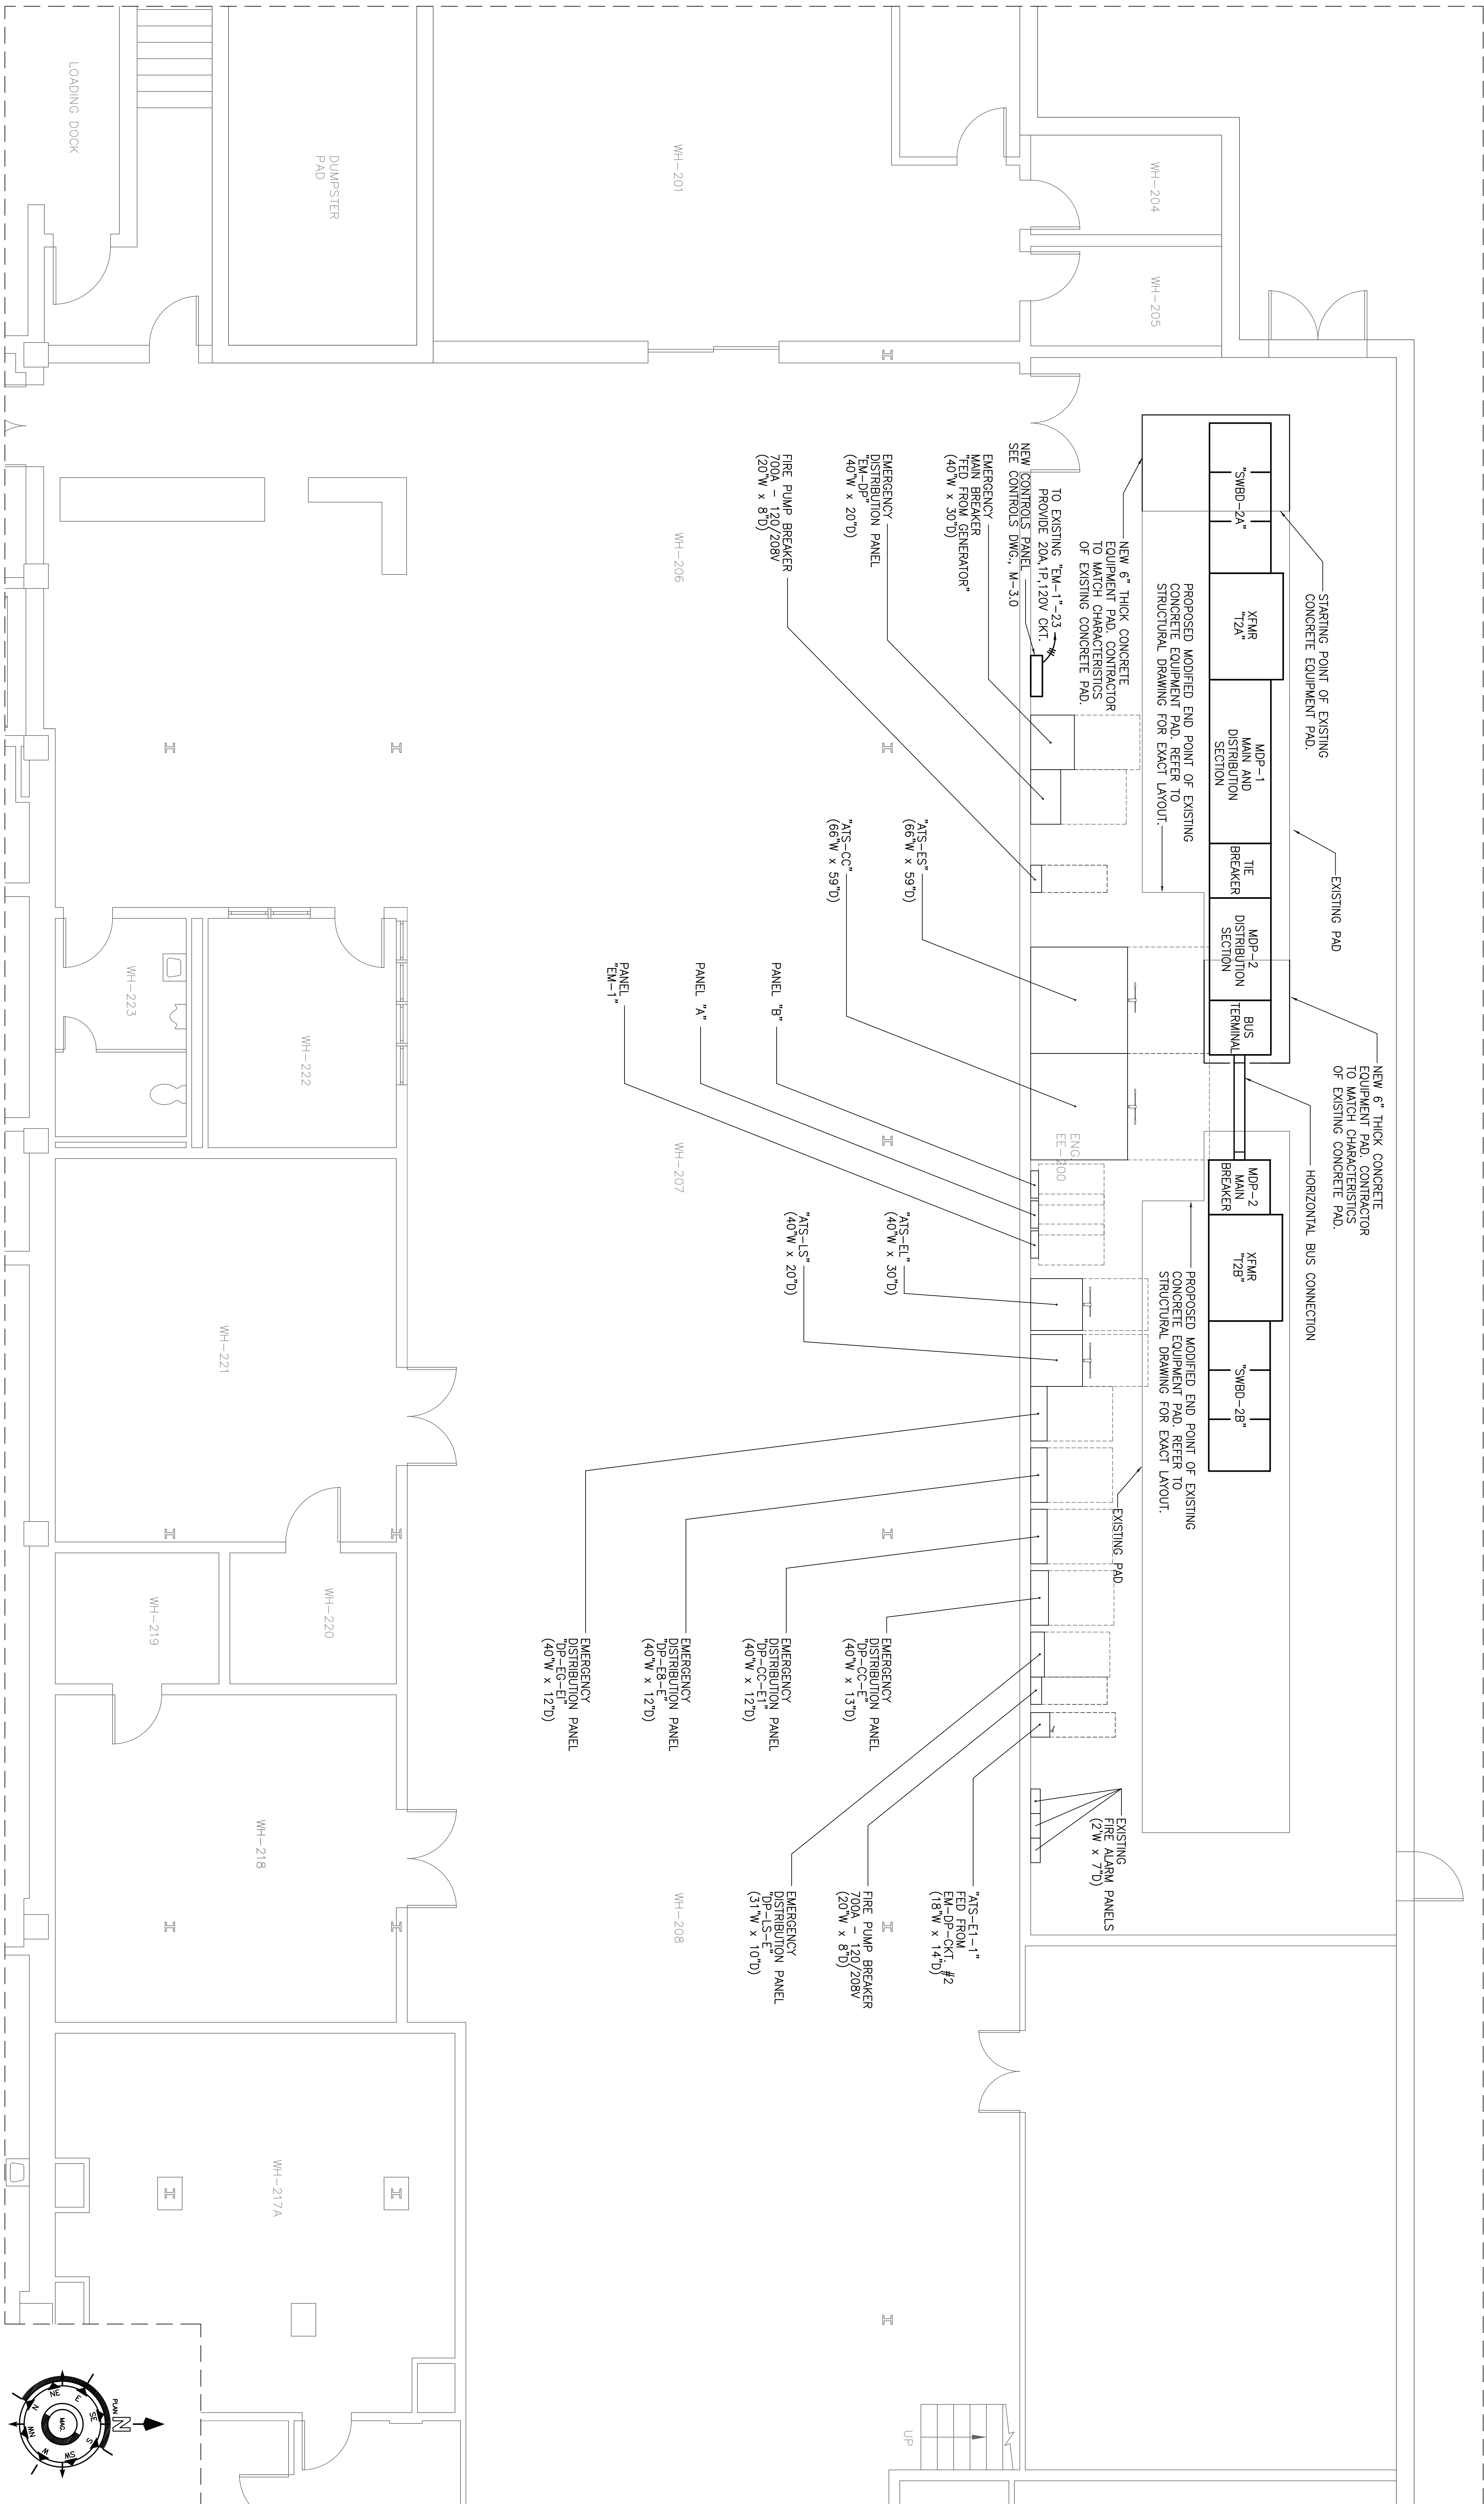 NEW 6" THICK CONCRETE
EQUIPMENT PAD. CONTRACTOR
TO MATCH CHARACTERISTICS
OF EXISTING CONCRETE PAD.
EXISTING PAD
STARTING POINT OF EXISTING
CONCRETE EQUIPMENT PAD.
HORIZONTAL BUS CONNECTION
"SWBD-2A"
XFMR
"T2A"
MDP-1
MAIN AND
DISTRIBUTION
SECTION
TIE
BREAKER
MDP-2
DISTRIBUTION
SECTION
BUS
TERMINAL
MDP-2
MAIN
BREAKER
XFMR
"T2B"
"SWBD-2B"
WH-204
WH-205
PROPOSED MODIFIED END POINT OF EXISTING
CONCRETE EQUIPMENT PAD. REFER TO
STRUCTURAL DRAWING FOR EXACT LAYOUT.
PROPOSED MODIFIED END POINT OF EXISTING
CONCRETE EQUIPMENT PAD. REFER TO
STRUCTURAL DRAWING FOR EXACT LAYOUT.
NEW 6" THICK CONCRETE
EQUIPMENT PAD. CONTRACTOR
TO MATCH CHARACTERISTICS
OF EXISTING CONCRETE PAD.
EXISTING PAD
EXISTING
FIRE ALARM PANELS
(2'W x 7"D)
TO EXISTING "EM-1"-23
PROVIDE 20A,1P,120V CKT.
NEW CONTROLS PANEL
SEE CONTROLS DWG., M-3.0
ENG.
EE-200
EMERGENCY
MAIN BREAKER
"FED FROM GENERATOR"
(40"W x 30"D)
EMERGENCY
DISTRIBUTION PANEL
"EM-DP"
(40"W x 20"D)
FIRE PUMP BREAKER
700A - 120/208V
(20"W x 8"D)
"ATS-ES"
(66"W x 59"D)
"ATS-CC"
(66"W x 59"D)
PANEL "B"
PANEL "A"
PANEL
"EM-1"
"ATS-EL"
(40"W x 30"D)
"ATS-LS"
(40"W x 20"D)
"ATS-E1-1"
FED FROM
EM-DP-CKT. #2
(18"W x 14"D)
FIRE PUMP BREAKER
700A - 120/208V
(20"W x 8"D)
EMERGENCY
DISTRIBUTION PANEL
"DP-LS-E"
(31"W x 10"D)
EMERGENCY
DISTRIBUTION PANEL
"DP-CC-E"
(40"W x 13"D)
EMERGENCY
DISTRIBUTION PANEL
"DP-CC-E1"
(40"W x 12"D)
EMERGENCY
DISTRIBUTION PANEL
"DP-E8-E"
(40"W x 12"D)
EMERGENCY
DISTRIBUTION PANEL
"DP-EG-EI"
(40"W x 12"D)
UP
WH-201
WH-206
WH-207
WH-208
DUMPSTER
PAD
LOADING DOCK
WH-222
WH-223
WH-221
WH-220
WH-219
WH-218
WH-217A
PLAN
N
MAG.
N
NE
E
SE
S
SW
W
NW